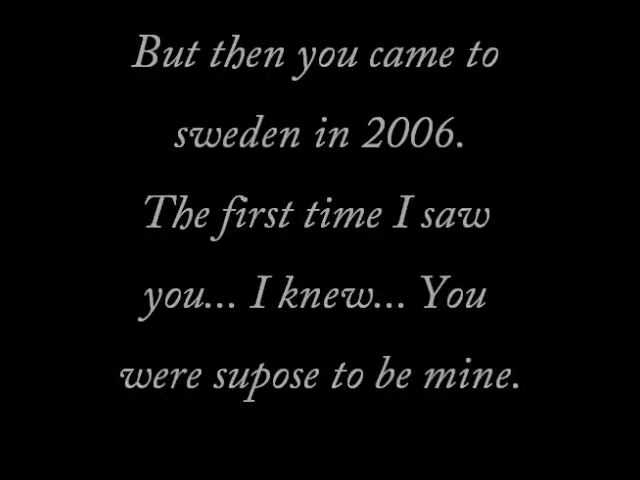 But then you came to
sweden in 2006.
The first time I saw
you... I knew... You
were supose to be mine.